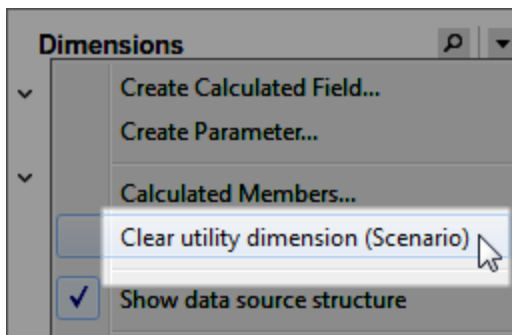 Dimensions
Create Calculated Field...
Create Parameter...
Calculated Members...
Clear utility dimension (Scenario)
Show data source structure